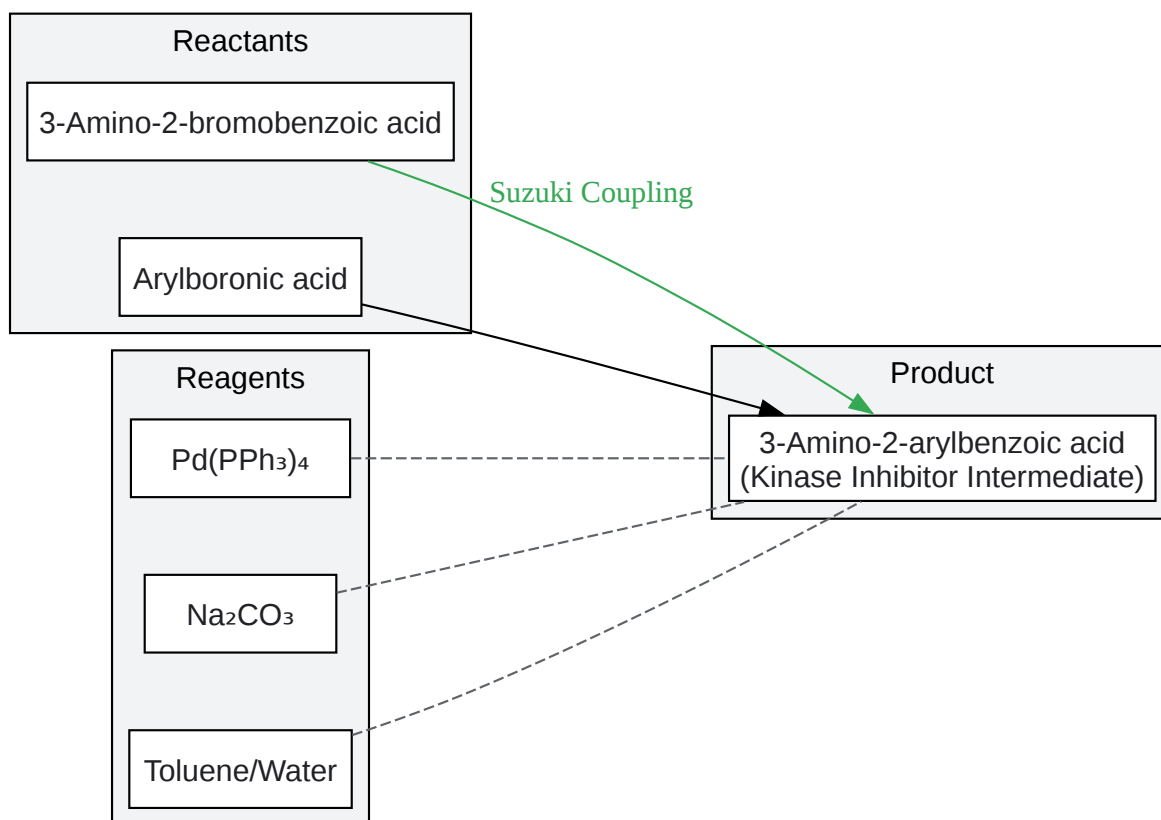 Reactants
3-Amino-2-bromobenzoic acid
Suzuki Coupling
Arylboronic acid
Reagents
Pd(PPh₃)₄
Na₂CO₃
Toluene/Water
Product
3-Amino-2-arylbenzoic acid
(Kinase Inhibitor Intermediate)